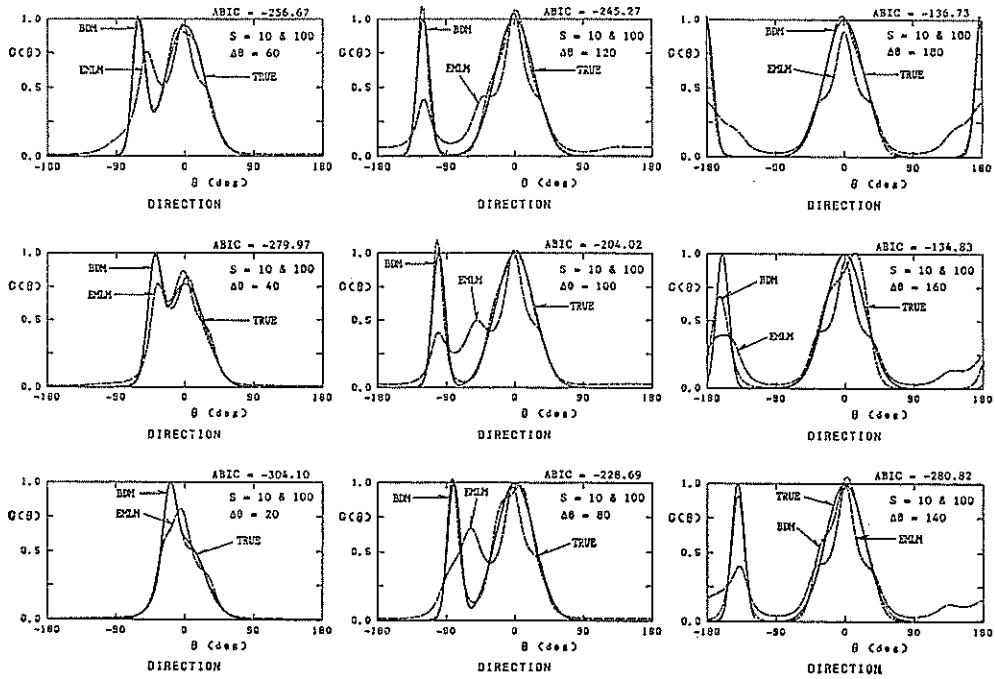 ABIC = -256.67
G(θ)
1.0
0.5
0.0
BDM
EMLM
S = 10 & 100
Δθ = 60
TRUE
-180 -90 0 90 180
θ (deg)
DIRECTION
ABIC = -245.27
1.0
0.5
0.0
BDM
EMLM
S = 10 & 100
Δθ = 120
TRUE
-180 -90 0 90 180
θ (deg)
DIRECTION
ABIC = -136.73
G(θ)
1.0
0.5
0.0
BDM
EMLM
S = 10 & 100
Δθ = 180
TRUE
-180 -90 0 90 180
θ (deg)
DIRECTION
ABIC = -279.97
G(θ)
1.0
0.5
0.0
BDM
EMLM
S = 10 & 100
Δθ = 40
TRUE
-180 -90 0 90 180
θ (deg)
DIRECTION
ABIC = -204.02
G(θ)
1.0
0.5
0.0
BDM
EMLM
S = 10 & 100
Δθ = 100
TRUE
-180 -90 0 90 180
θ (deg)
DIRECTION
ABIC = -134.83
G(θ)
1.0
0.5
0.0
BDM
EMLM
S = 10 & 100
Δθ = 160
TRUE
-180 -90 0 90 180
θ (deg)
DIRECTION
ABIC = -304.10
G(θ)
1.0
0.5
0.0
BDM
EMLM
S = 10 & 100
Δθ = 20
TRUE
-180 -90 0 90 180
θ (deg)
DIRECTION
ABIC = -228.69
G(θ)
1.0
0.5
0.0
BDM
EMLM
S = 10 & 100
Δθ = 80
TRUE
-180 -90 0 90 180
θ (deg)
DIRECTION
ABIC = -280.82
G(θ)
1.0
0.5
0.0
TRUE
BDM
EMLM
S = 10 & 100
Δθ = 140
-180 -90 0 90 180
θ (deg)
DIRECTION